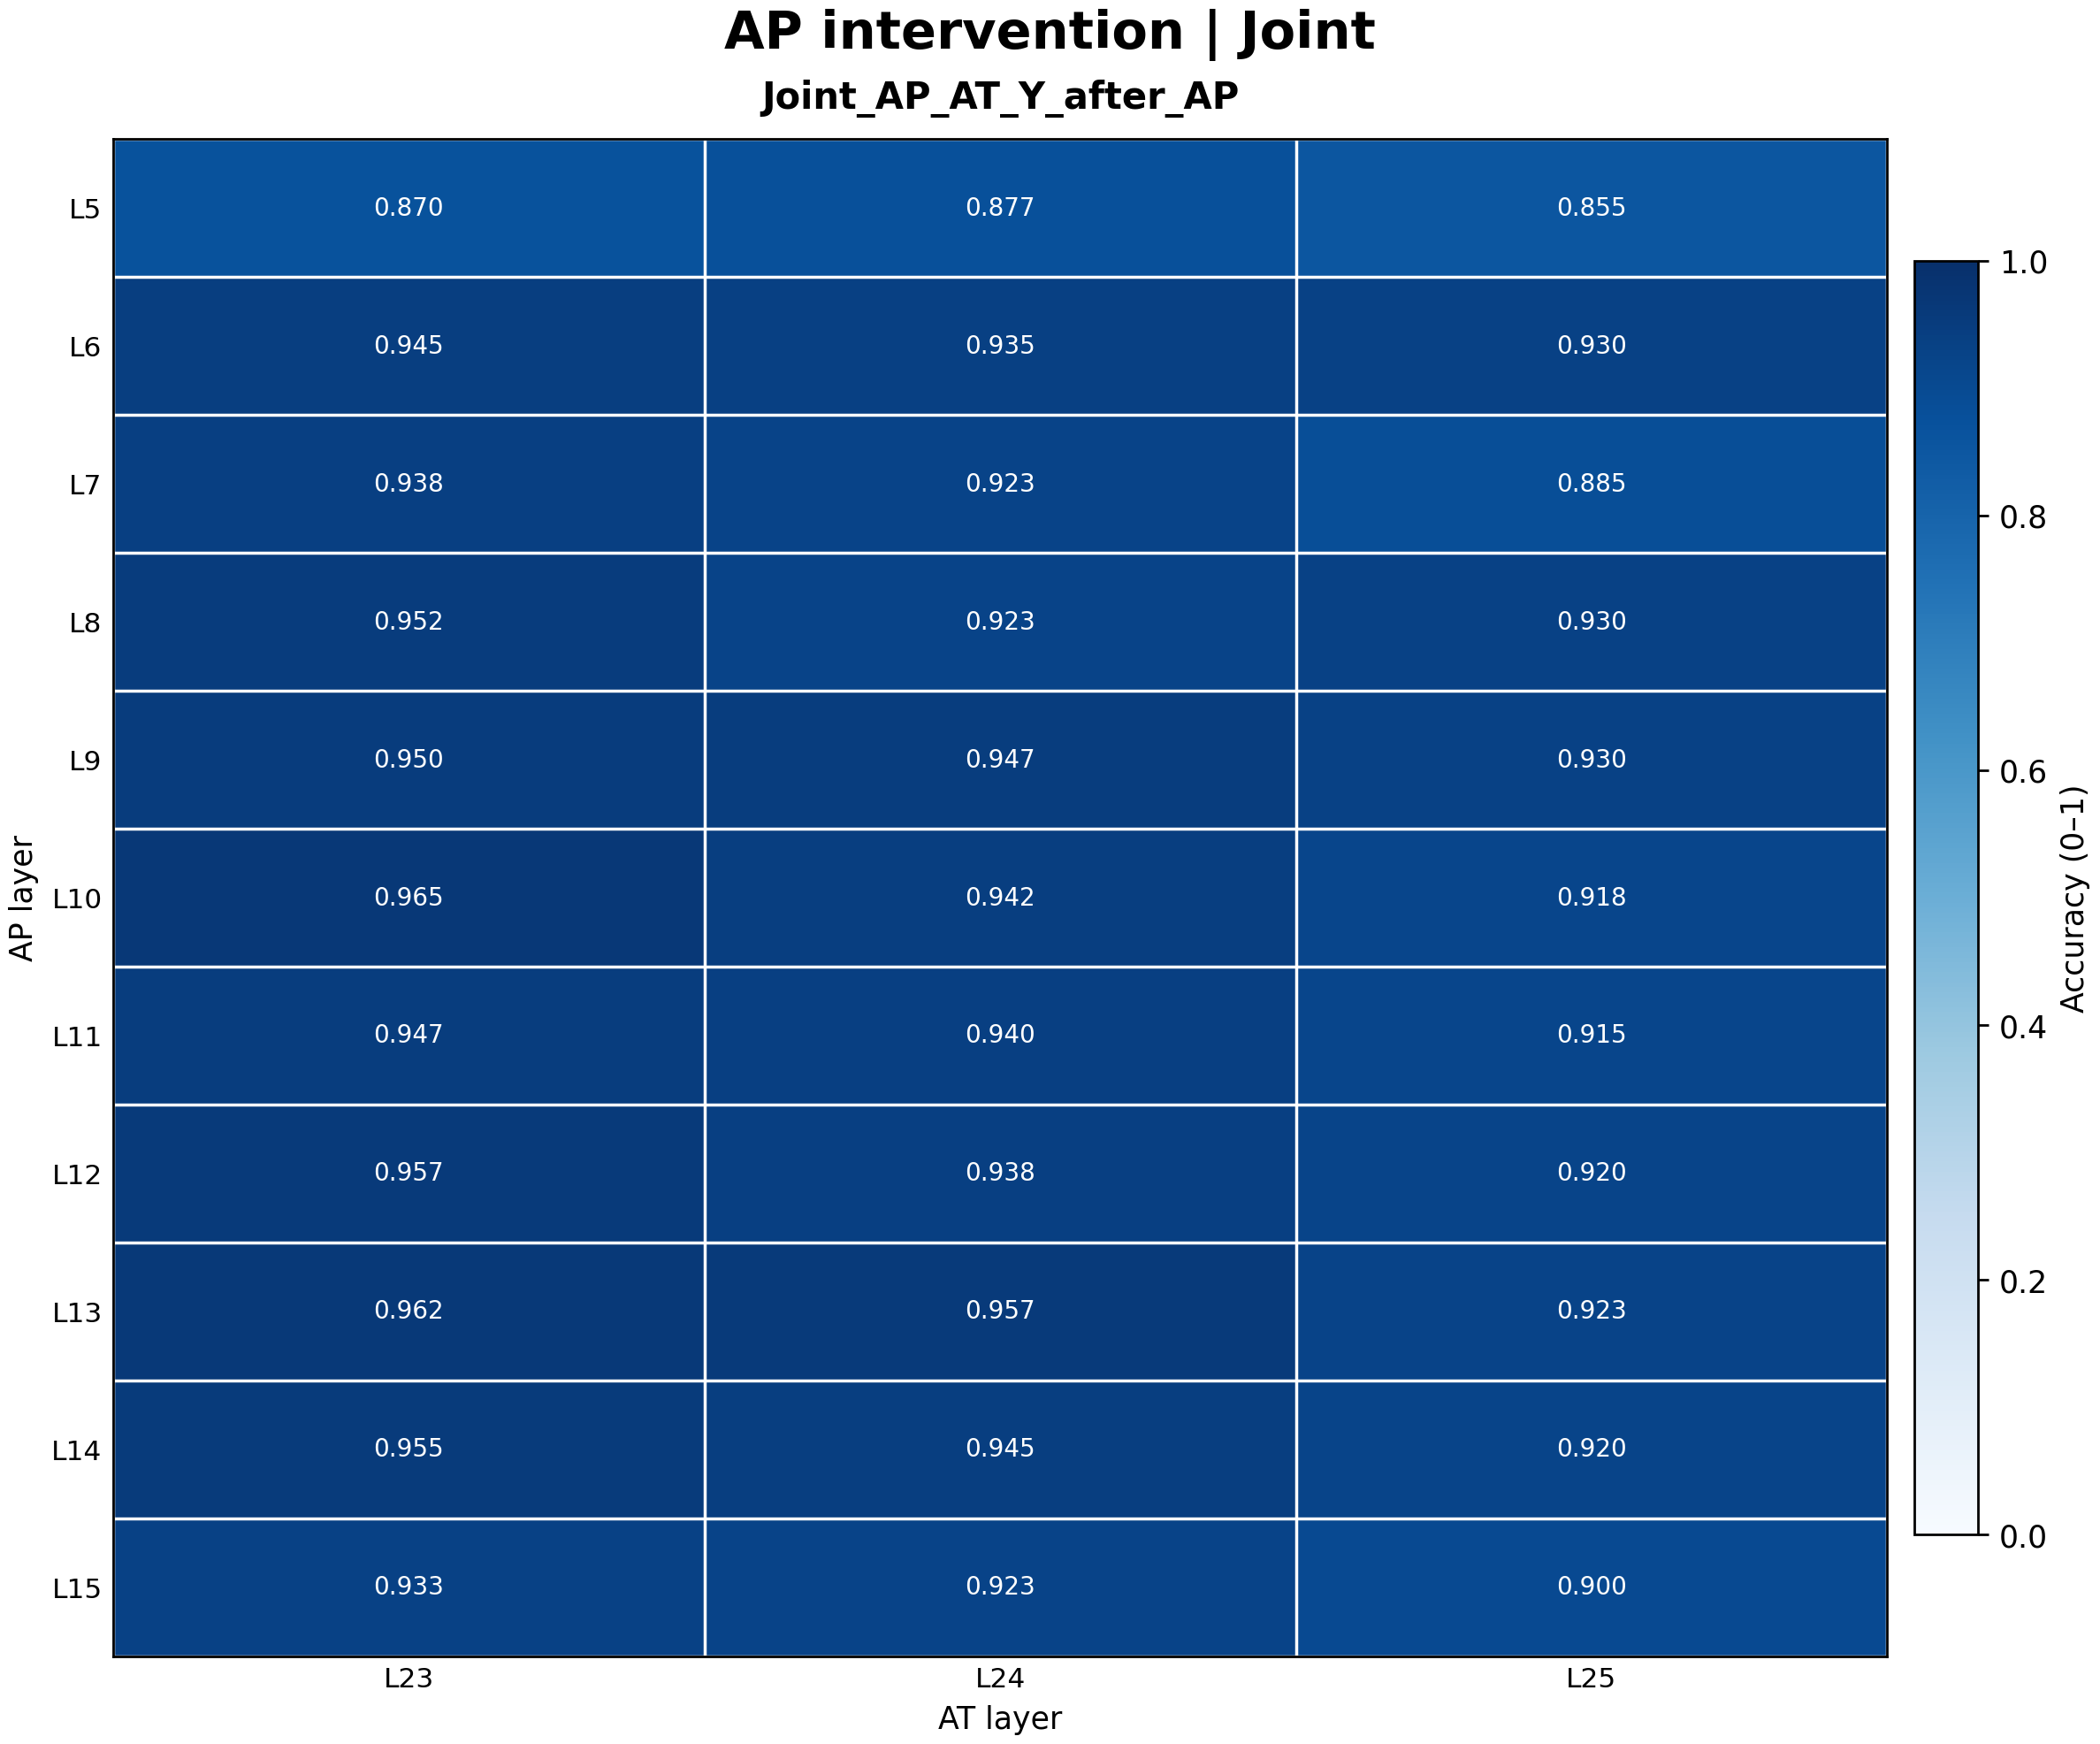 AP intervention | Joint
Joint_AP_AT_Y_after_AP
L5 0.870 0.877 0.855
L6 0.945 0.935 0.930
L7 0.938 0.923 0.885
L8 0.952 0.923 0.930
L9 0.950 0.947 0.930
L10 0.965 0.942 0.918
L11 0.947 0.940 0.915
L12 0.957 0.938 0.920
L13 0.962 0.957 0.923
L14 0.955 0.945 0.920
L15 0.933 0.923 0.900
L23 L24 L25
AT layer
AP layer
1.0
0.8
0.6
0.4
0.2
0.0
Accuracy (0–1)